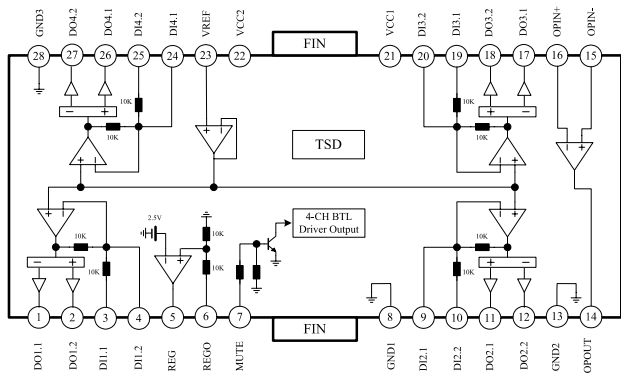 GND3 DO4.2 DO4.1 DI4.2 DI4.1 VREF VCC2 VCC1 DI3.2 DI3.1 DO3.2 DO3.1 OPIN+ OPIN-
28 27 26 25 24 23 22 FIN 21 20 19 18 17 16 15
- + 10K 10K TSD 10K 10K - +
+ - - + - + - +
+ - 2.5V 10K 4-CH BTL - +
Driver Output
10K 10K + - 10K 10K 10K
- + + -
1 2 3 4 5 6 7 FIN 8 9 10 11 12 13 14
DO1.1 DO1.2 DI1.1 DI1.2 REG REGO MUTE GND1 DI2.1 DI2.2 DO2.1 DO2.2 GND2 OPOUT